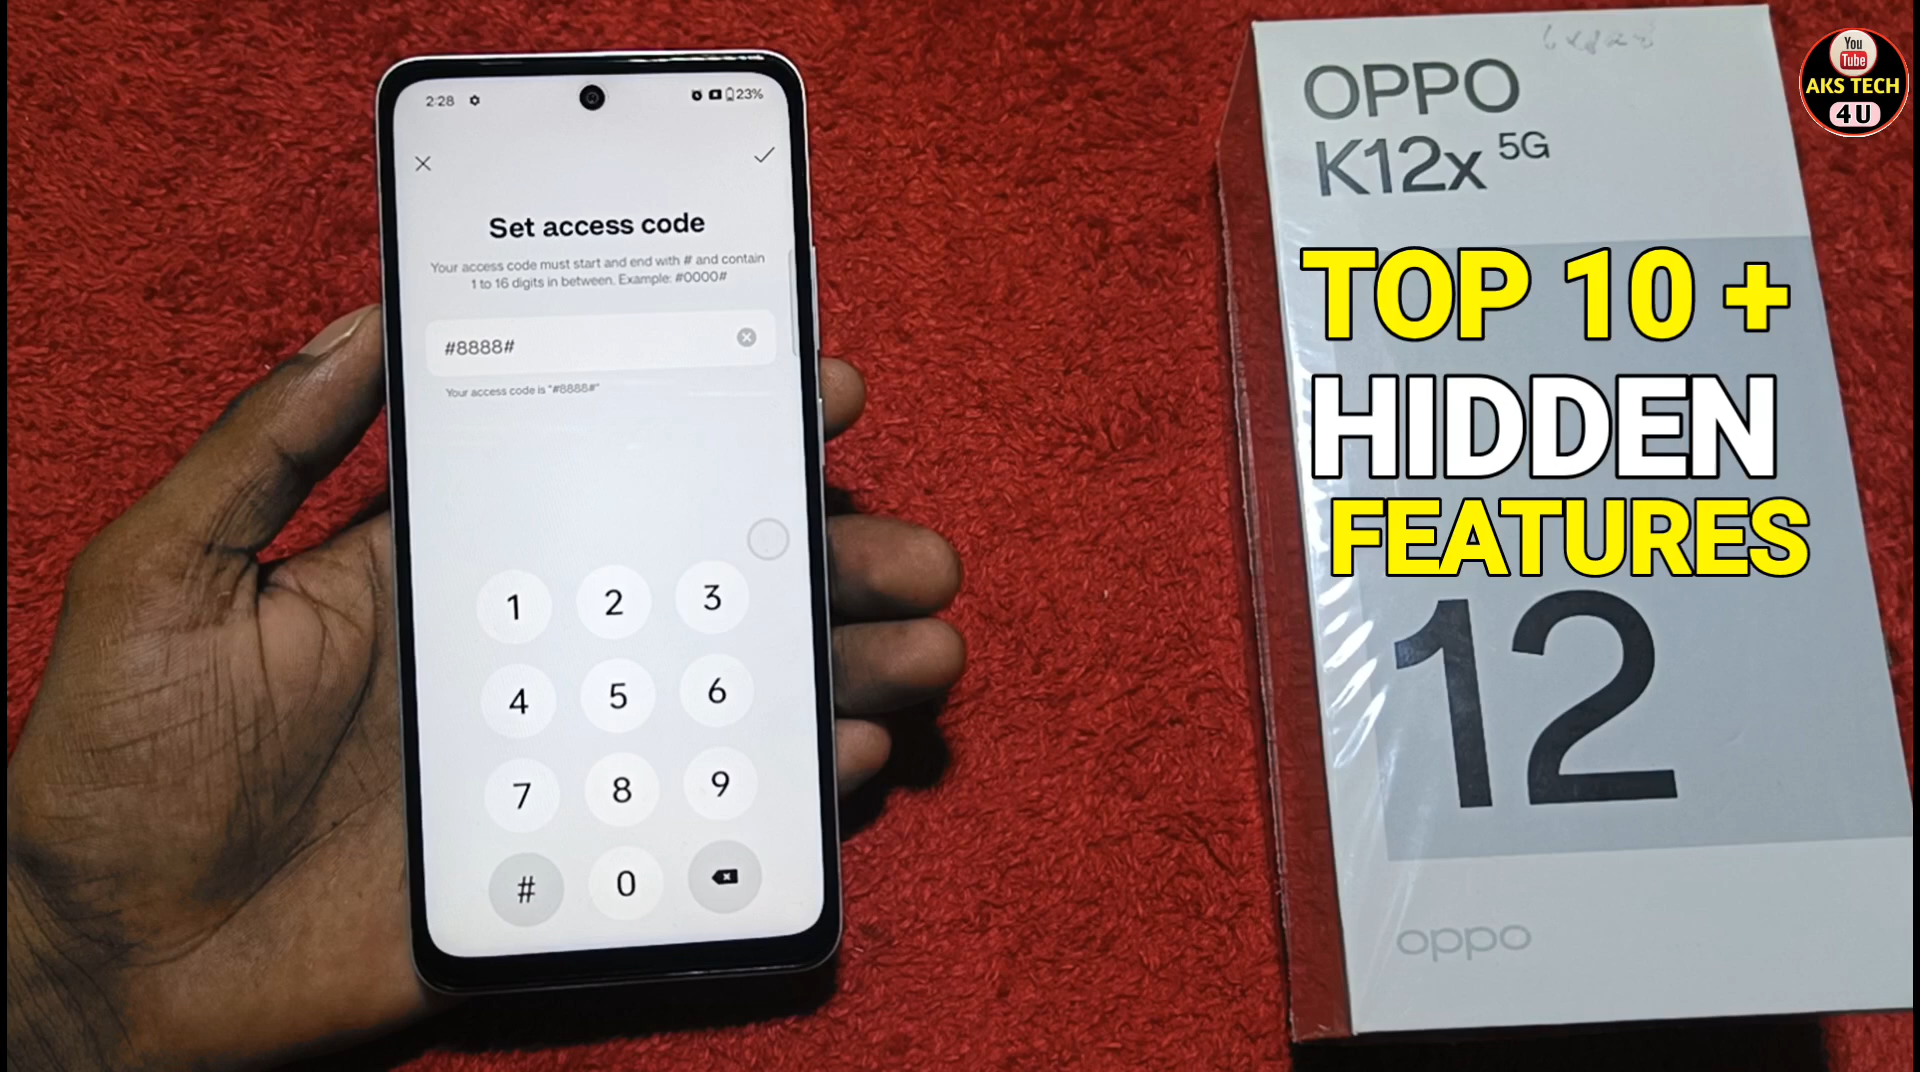 2:28
23%
Set access code
Your access code must start and end with # and contain
1 to 16 digits in between. Example: #0000#
#8888#
Your access code is "#8888#"
1 2 3
4 5 6
7 8 9
# 0
OPPO
K12x 5G
TOP 10 +
HIDDEN
FEATURES
12
oppo
You
Tube
AKS TECH
4 U